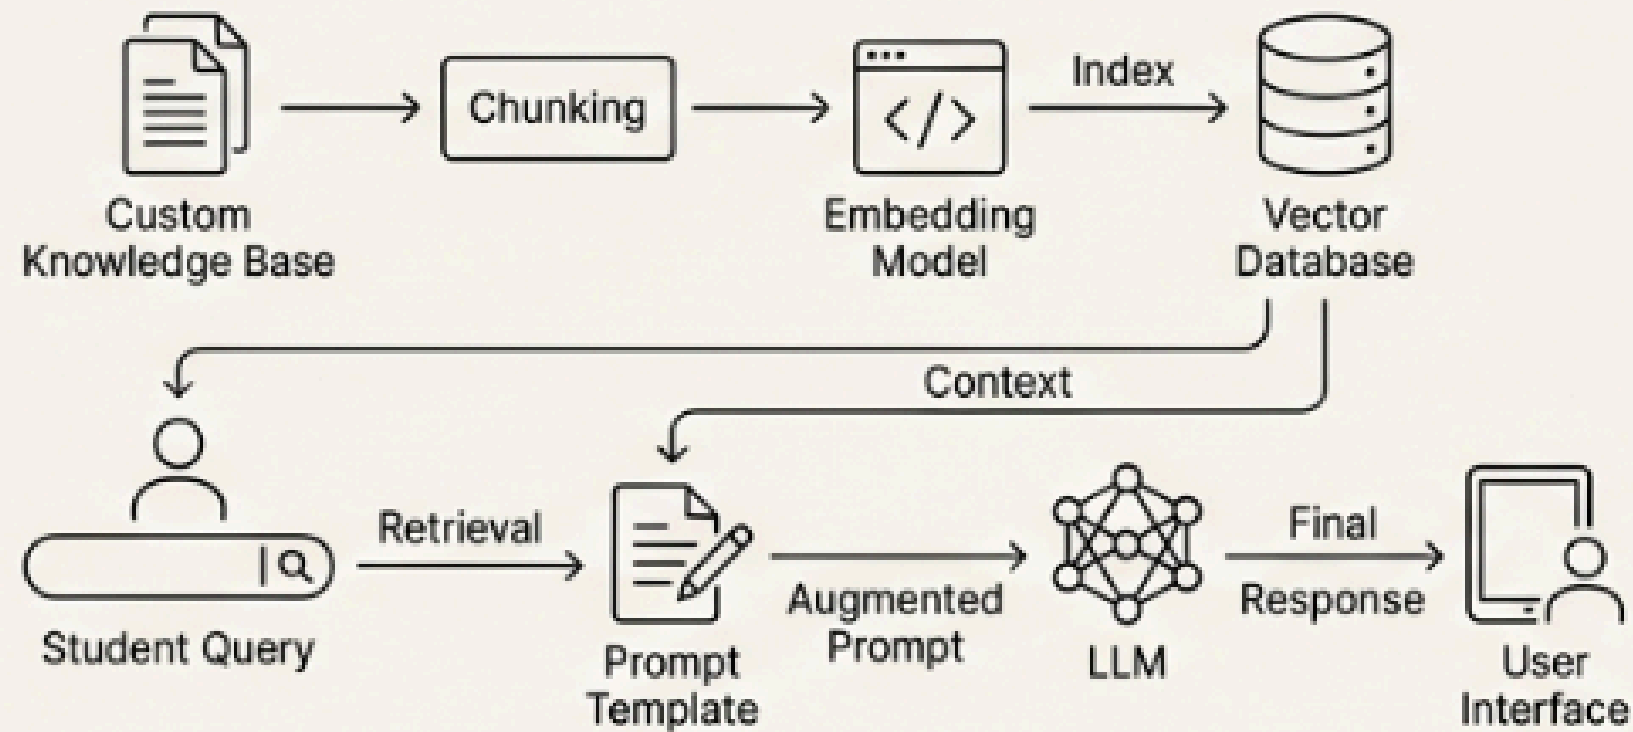 Chunking
Index
Custom
Knowledge Base
Embedding
Model
Vector
Database
Context
Retrieval
Student Query
Prompt
Template
Augmented
Prompt
LLM
Final
Response
User
Interface